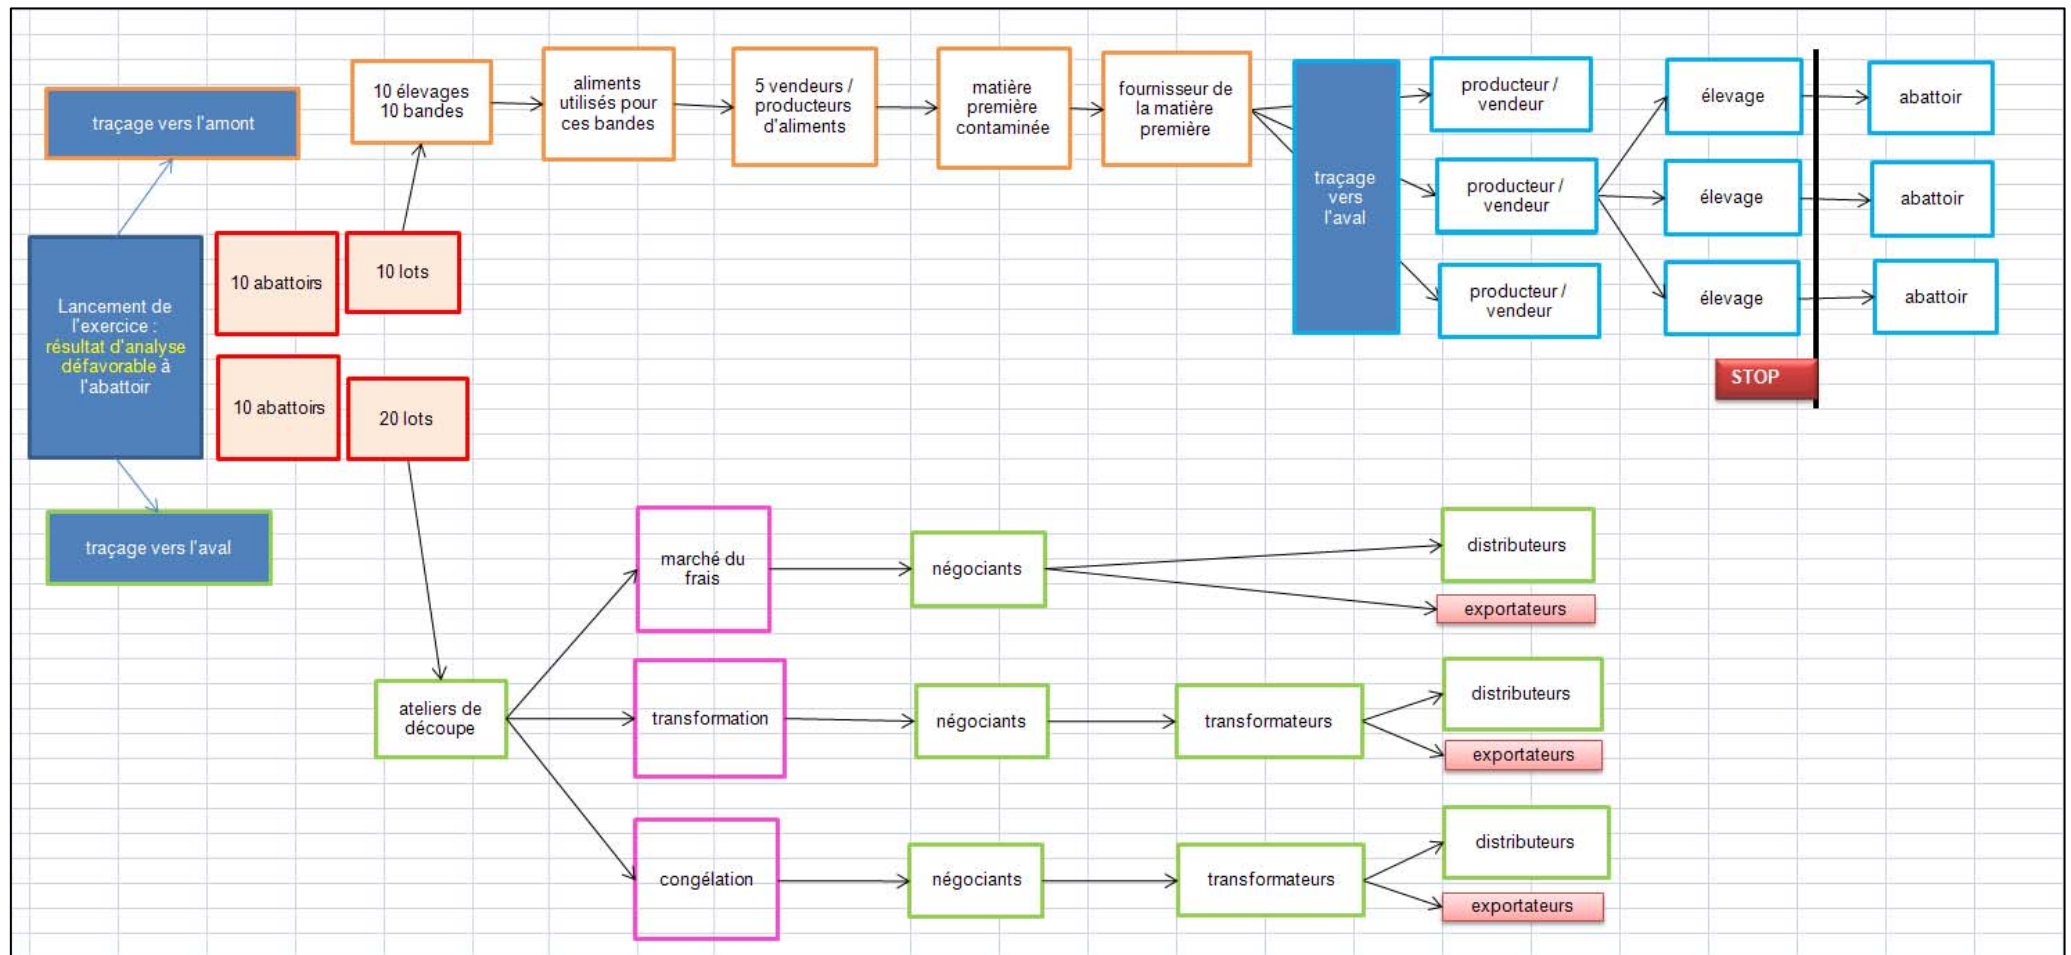 traçage vers l'amont
10 élevages
10 bandes
aliments
utilisés pour
ces bandes
5 vendeurs /
producteurs
d'aliments
matière
première
contaminée
fournisseur de
la matière
première
traçage
vers
l'aval
producteur /
vendeur
élevage
abattoir
producteur /
vendeur
élevage
abattoir
producteur /
vendeur
élevage
abattoir
STOP
Lancement de
l'exercice :
résultat d'analyse
défavorable à
l'abattoir
10 abattoirs
10 lots
10 abattoirs
20 lots
traçage vers l'aval
ateliers de
découpe
marché du
frais
négociants
distributeurs
exportateurs
transformation
négociants
transformateurs
distributeurs
exportateurs
congélation
négociants
transformateurs
distributeurs
exportateurs